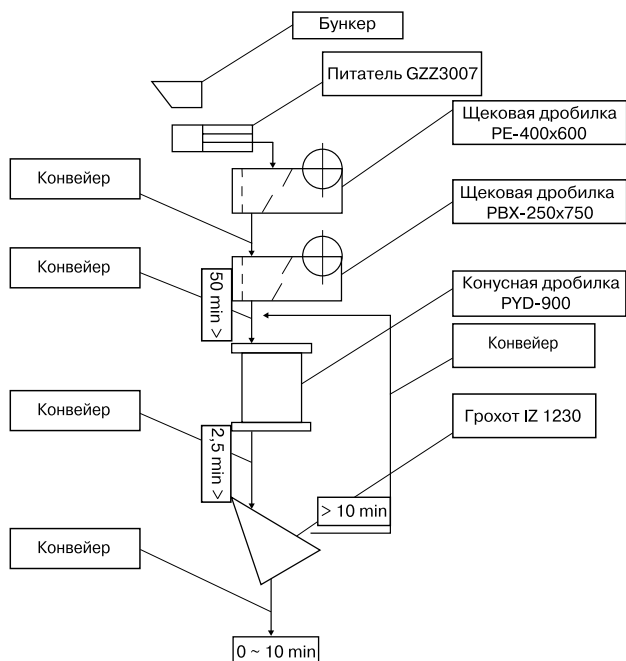 Бункер
Питатель GZZ3007
Щековая дробилка
PE-400x600
Конвейер
Щековая дробилка
PBX-250x750
Конвейер
50 min >
Конусная дробилка
PYD-900
Конвейер
Конвейер
Грохот IZ 1230
2,5 min >
> 10 min
Конвейер
0 ~ 10 min